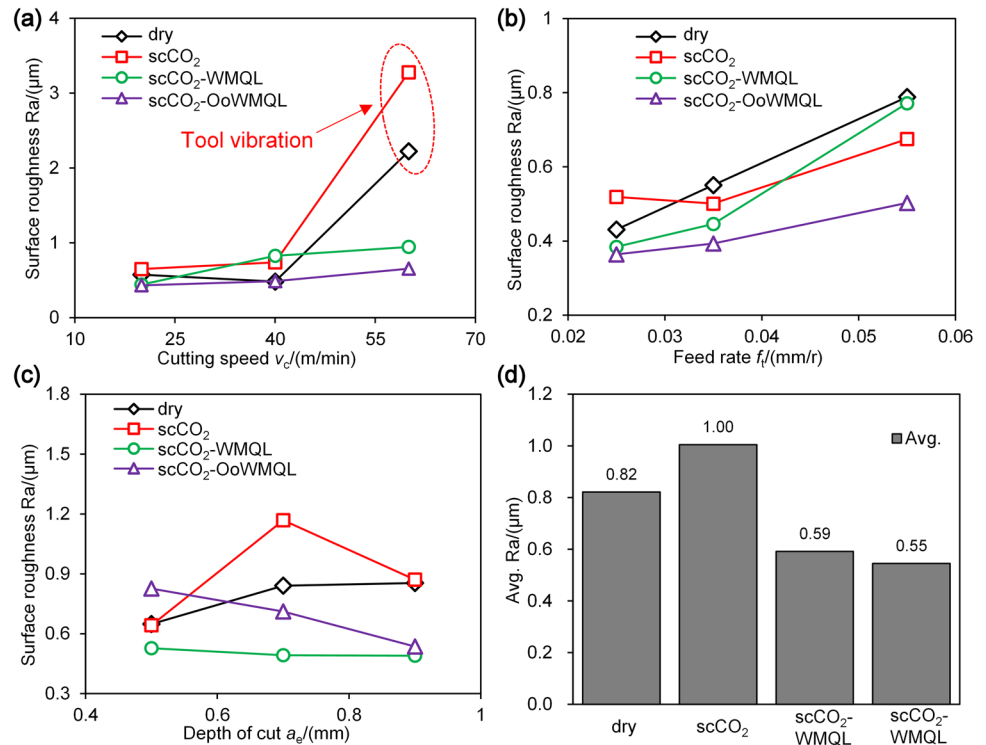 (a)
Surface roughness Ra/(μm)
4
3
2
1
0
10
25
40
55
70
Cutting speed vc/(m/min)
dry
scCO2
scCO2-WMQL
scCO2-OoWMQL
Tool vibration
(b)
Surface roughness Ra/(μm)
1
0.8
0.6
0.4
0.2
0.02
0.03
0.04
0.05
0.06
Feed rate ft/(mm/r)
dry
scCO2
scCO2-WMQL
scCO2-OoWMQL
(c)
Surface roughness Ra/(μm)
1.8
1.5
1.2
0.9
0.6
0.3
0.4
0.6
0.8
1
Depth of cut ae/(mm)
dry
scCO2
scCO2-WMQL
scCO2-OoWMQL
(d)
Avg. Ra/(μm)
1.2
1.0
0.8
0.6
0.4
0.2
0.0
Avg.
0.82
1.00
0.59
0.55
dry
scCO2
scCO2-
WMQL
scCO2-
WMQL